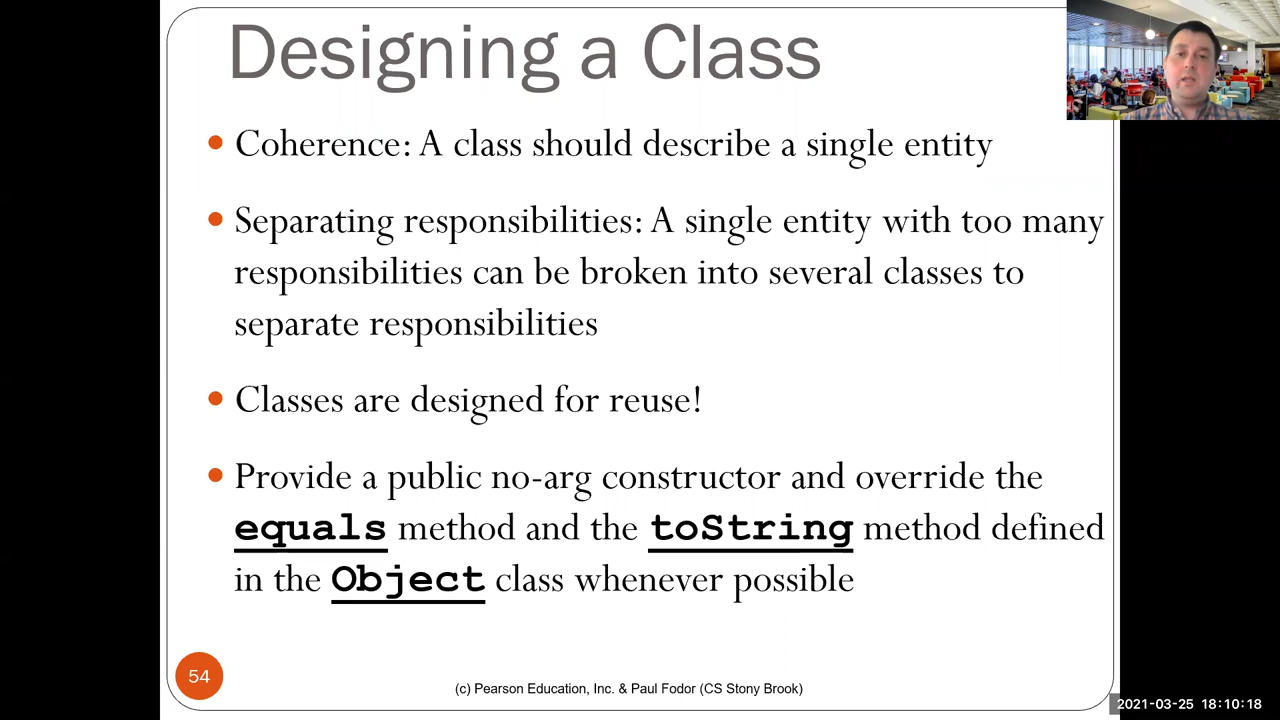 Designing a Class
• Coherence: A class should describe a single entity
• Separating responsibilities: A single entity with too many
responsibilities can be broken into several classes to
separate responsibilities
• Classes are designed for reuse!
• Provide a public no-arg constructor and override the
equals method and the toString method defined
in the Object class whenever possible
54
(c) Pearson Education, Inc. & Paul Fodor (CS Stony Brook)
2021-03-25 18:10:18